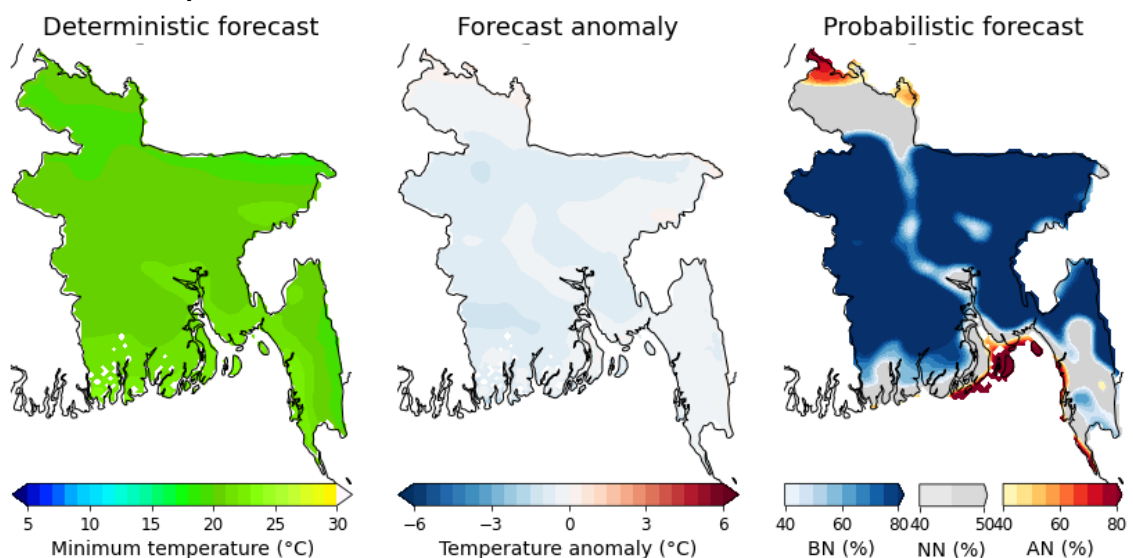 Deterministic forecast
Forecast anomaly
Probabilistic forecast
5 10 15 20 25 30
−6 −3 0 3 6
40 60 80
40 50
40 60 80
Minimum temperature (°C)
Temperature anomaly (°C)
BN (%)
NN (%)
AN (%)